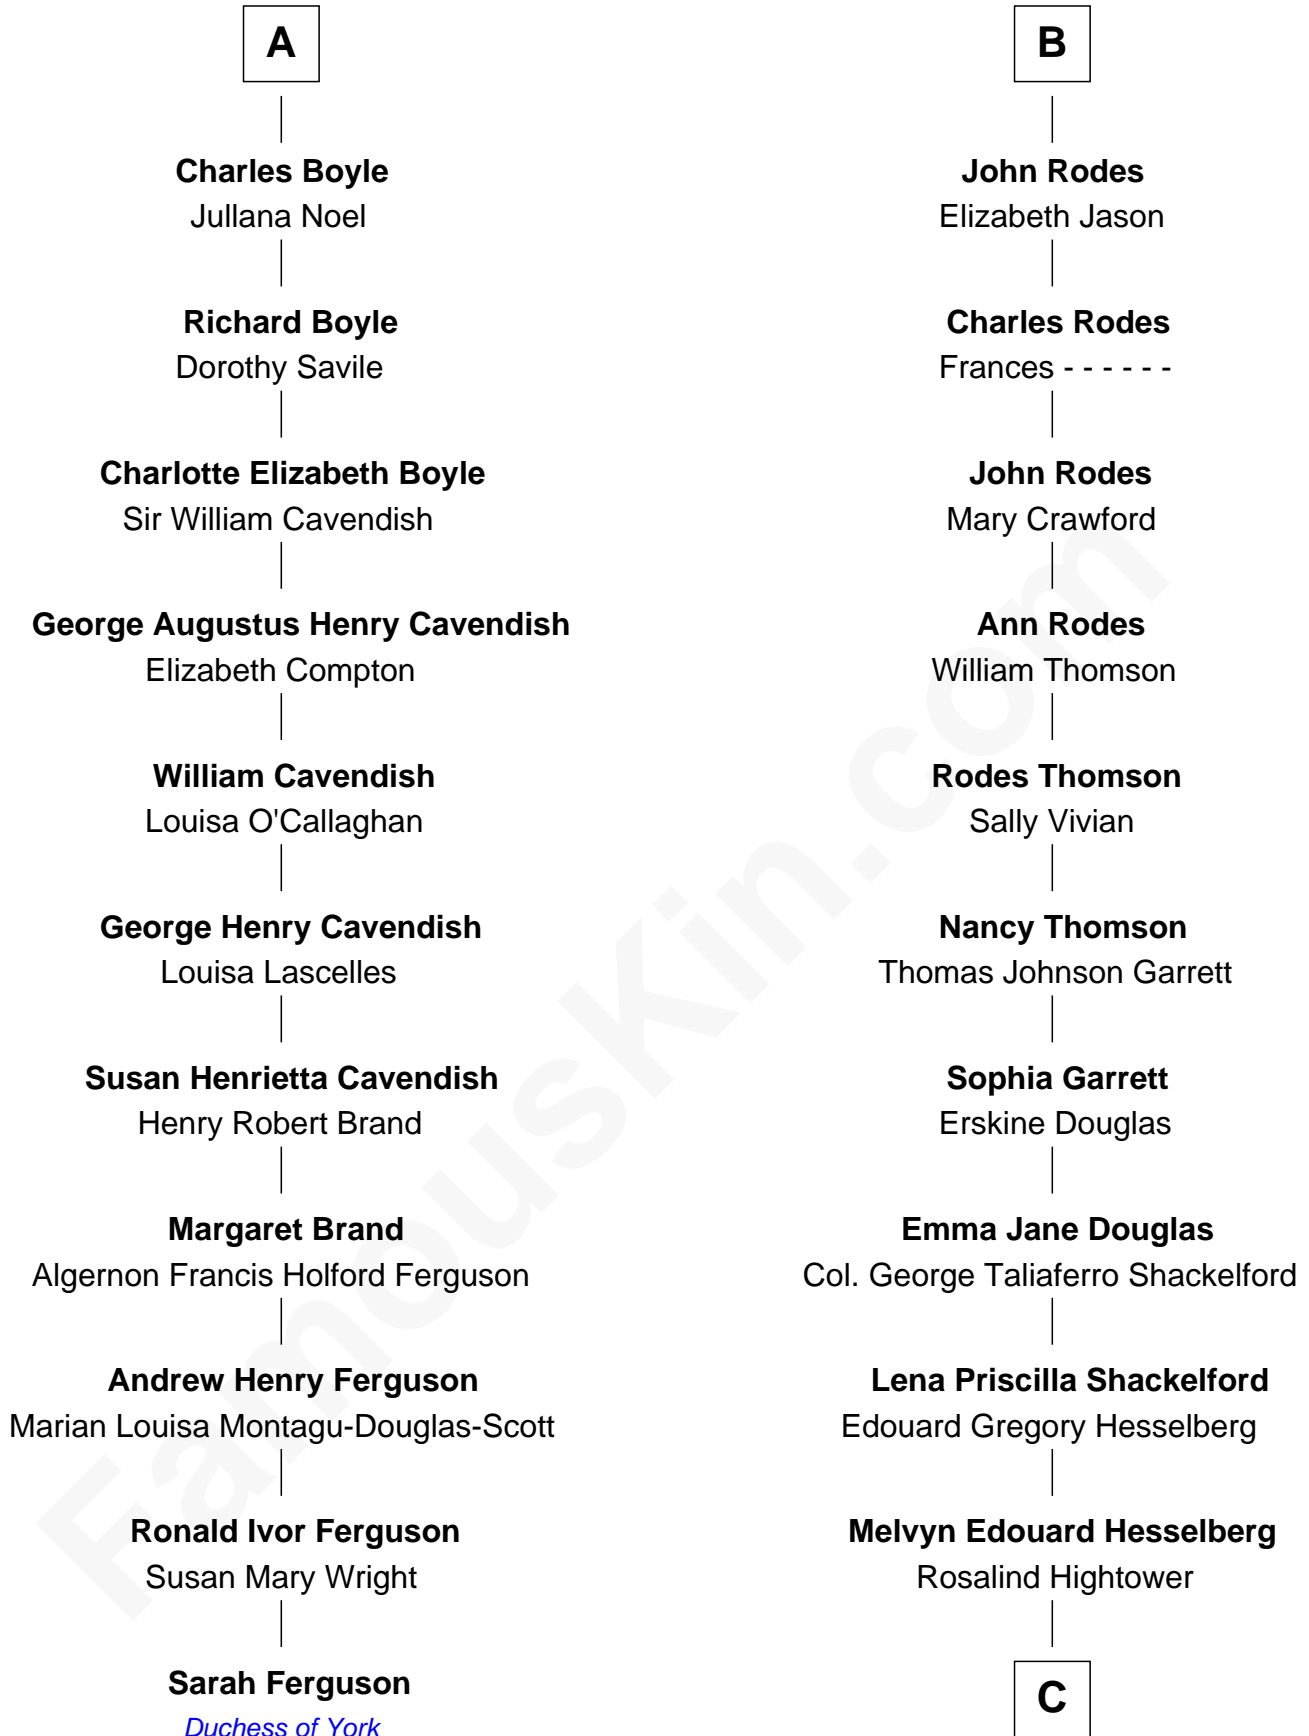 A
Charles Boyle
Jullana Noel
Richard Boyle
Dorothy Savile
Charlotte Elizabeth Boyle
Sir William Cavendish
George Augustus Henry Cavendish
Elizabeth Compton
William Cavendish
Louisa O'Callaghan
George Henry Cavendish
Louisa Lascelles
Susan Henrietta Cavendish
Henry Robert Brand
Margaret Brand
Algernon Francis Holford Ferguson
Andrew Henry Ferguson
Marian Louisa Montagu-Douglas-Scott
Ronald Ivor Ferguson
Susan Mary Wright
Sarah Ferguson
Duchess of York
B
John Rodes
Elizabeth Jason
Charles Rodes
Frances - - - - - -
John Rodes
Mary Crawford
Ann Rodes
William Thomson
Rodes Thomson
Sally Vivian
Nancy Thomson
Thomas Johnson Garrett
Sophia Garrett
Erskine Douglas
Emma Jane Douglas
Col. George Taliaferro Shackelford
Lena Priscilla Shackelford
Edouard Gregory Hesselberg
Melvyn Edouard Hesselberg
Rosalind Hightower
C
FamousKin.com